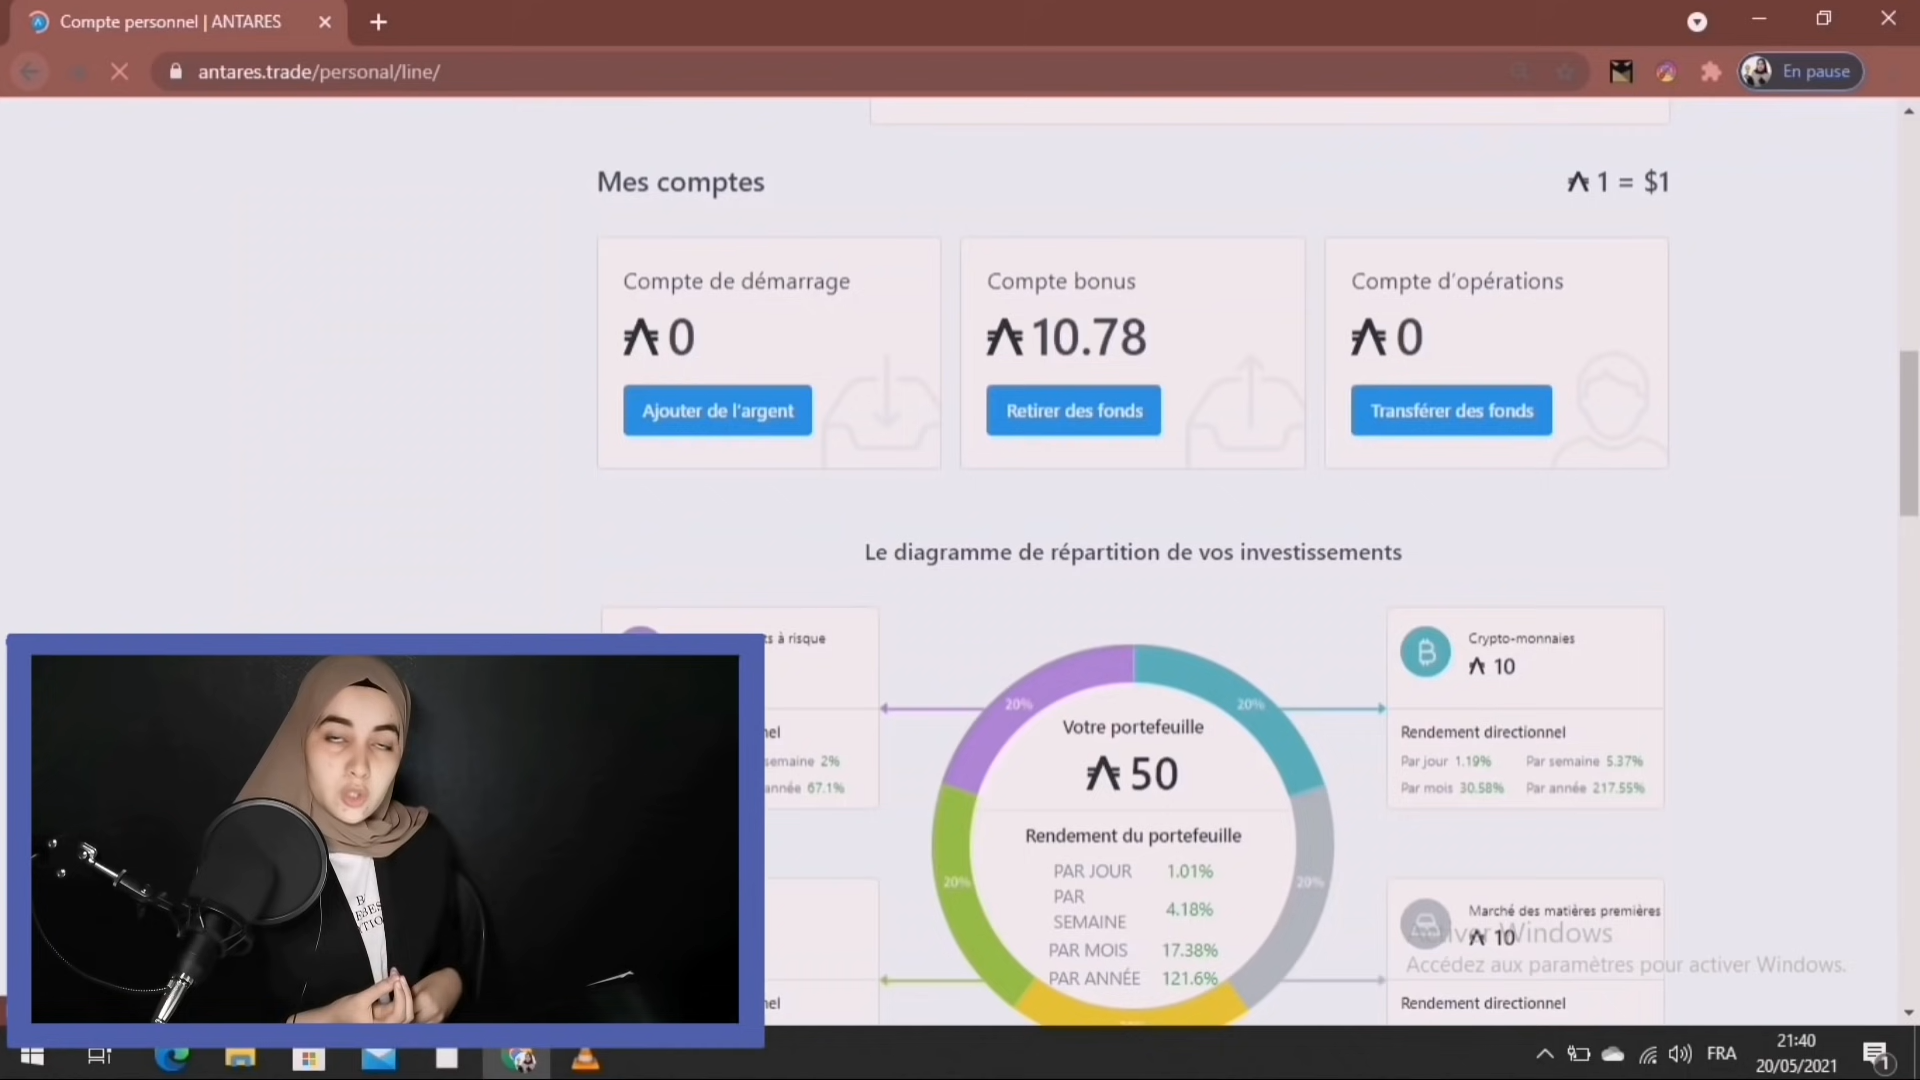 Compte personnel | ANTARES
antares.trade/personal/line/
En pause
Mes comptes
1 = $1
Compte de démarrage
0
Ajouter de l'argent
Compte bonus
10.78
Retirer des fonds
Compte d'opérations
0
Transférer des fonds
Le diagramme de répartition de vos investissements
ts à risque
semaine 2%
année 67.1%
20%
20%
20%
20%
Votre portefeuille
50
Rendement du portefeuille
PAR JOUR 1.01%
PAR SEMAINE 4.18%
PAR MOIS 17.38%
PAR ANNÉE 121.6%
Crypto-monnaies
10
Rendement directionnel
Par jour 1.19% Par semaine 5.37%
Par mois 30.58% Par année 217.55%
Marché des matières premières
10
Rendement directionnel
Activer Windows
Accédez aux paramètres pour activer Windows.
FRA
21:40
20/05/2021
1